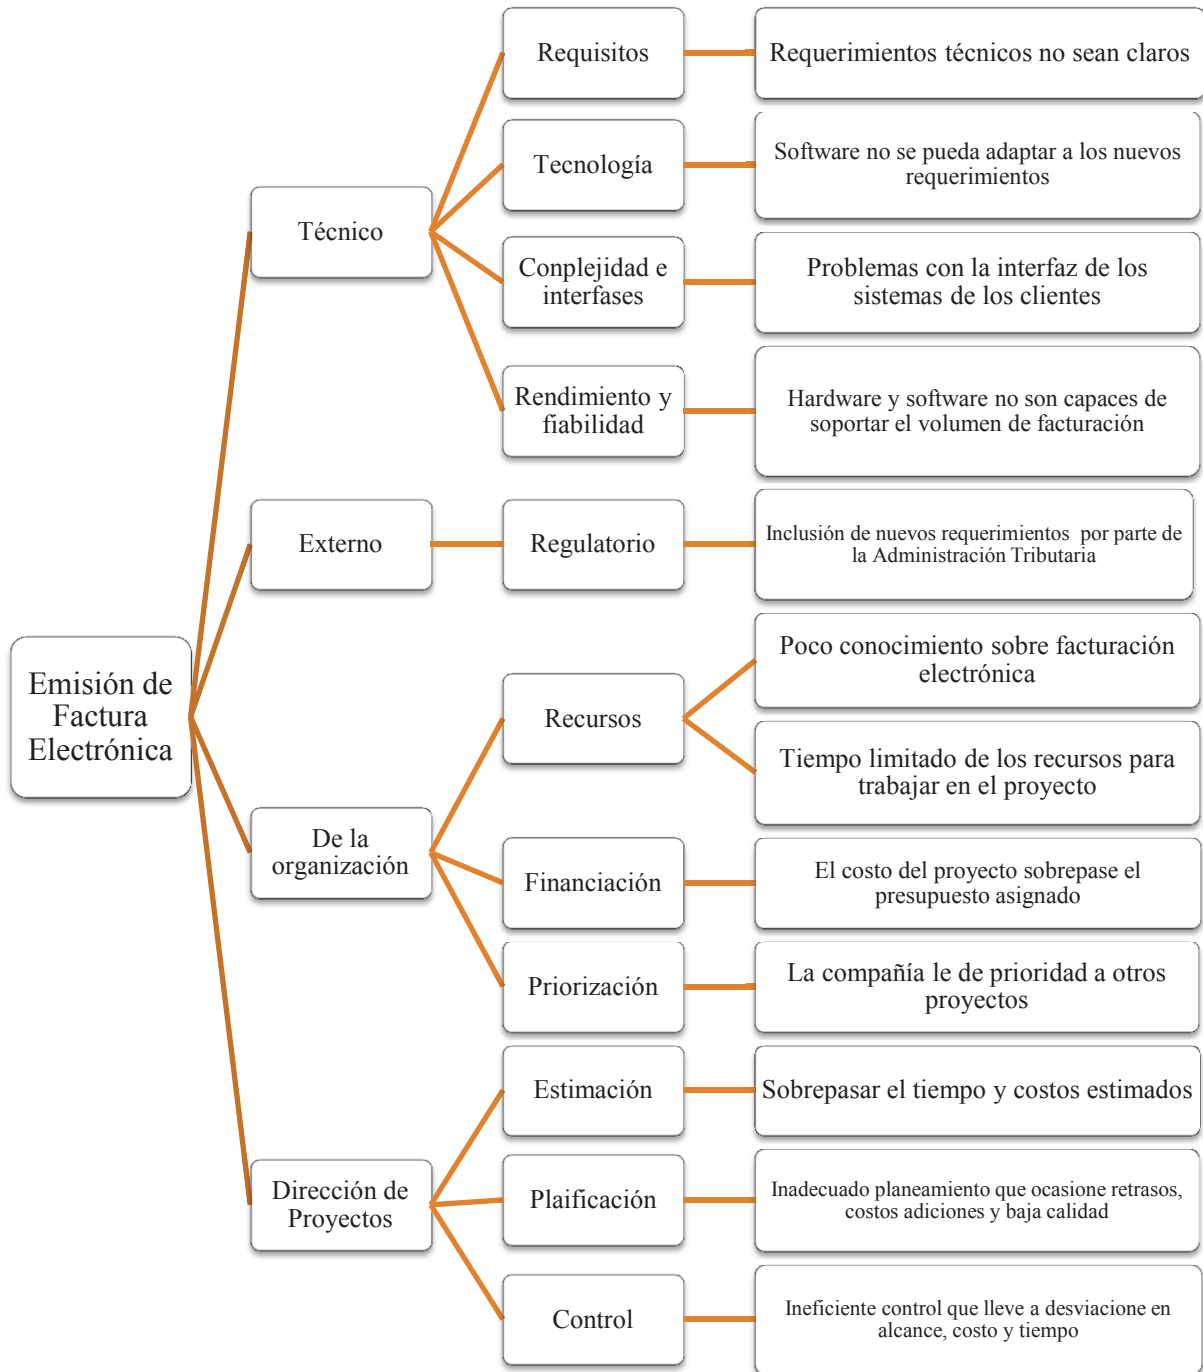 Requisitos
Requerimientos técnicos no sean claros
Tecnología
Software no se pueda adaptar a los nuevos
requerimientos
Técnico
Conplejidad e
interfases
Problemas con la interfaz de los
sistemas de los clientes
Rendimiento y
fiabilidad
Hardware y software no son capaces de
soportar el volumen de facturación
Externo
Regulatorio
Inclusión de nuevos requerimientos por parte de
la Administración Tributaria
Emisión de
Factura
Electrónica
Recursos
Poco conocimiento sobre facturación
electrónica
Tiempo limitado de los recursos para
trabajar en el proyecto
De la
organización
Financiación
El costo del proyecto sobrepase el
presupuesto asignado
Priorización
La compañía le de prioridad a otros
proyectos
Estimación
Sobrepasar el tiempo y costos estimados
Dirección de
Proyectos
Plaificación
Inadecuado planeamiento que ocasione retrasos,
costos adiciones y baja calidad
Control
Ineficiente control que lleve a desviacione en
alcance, costo y tiempo